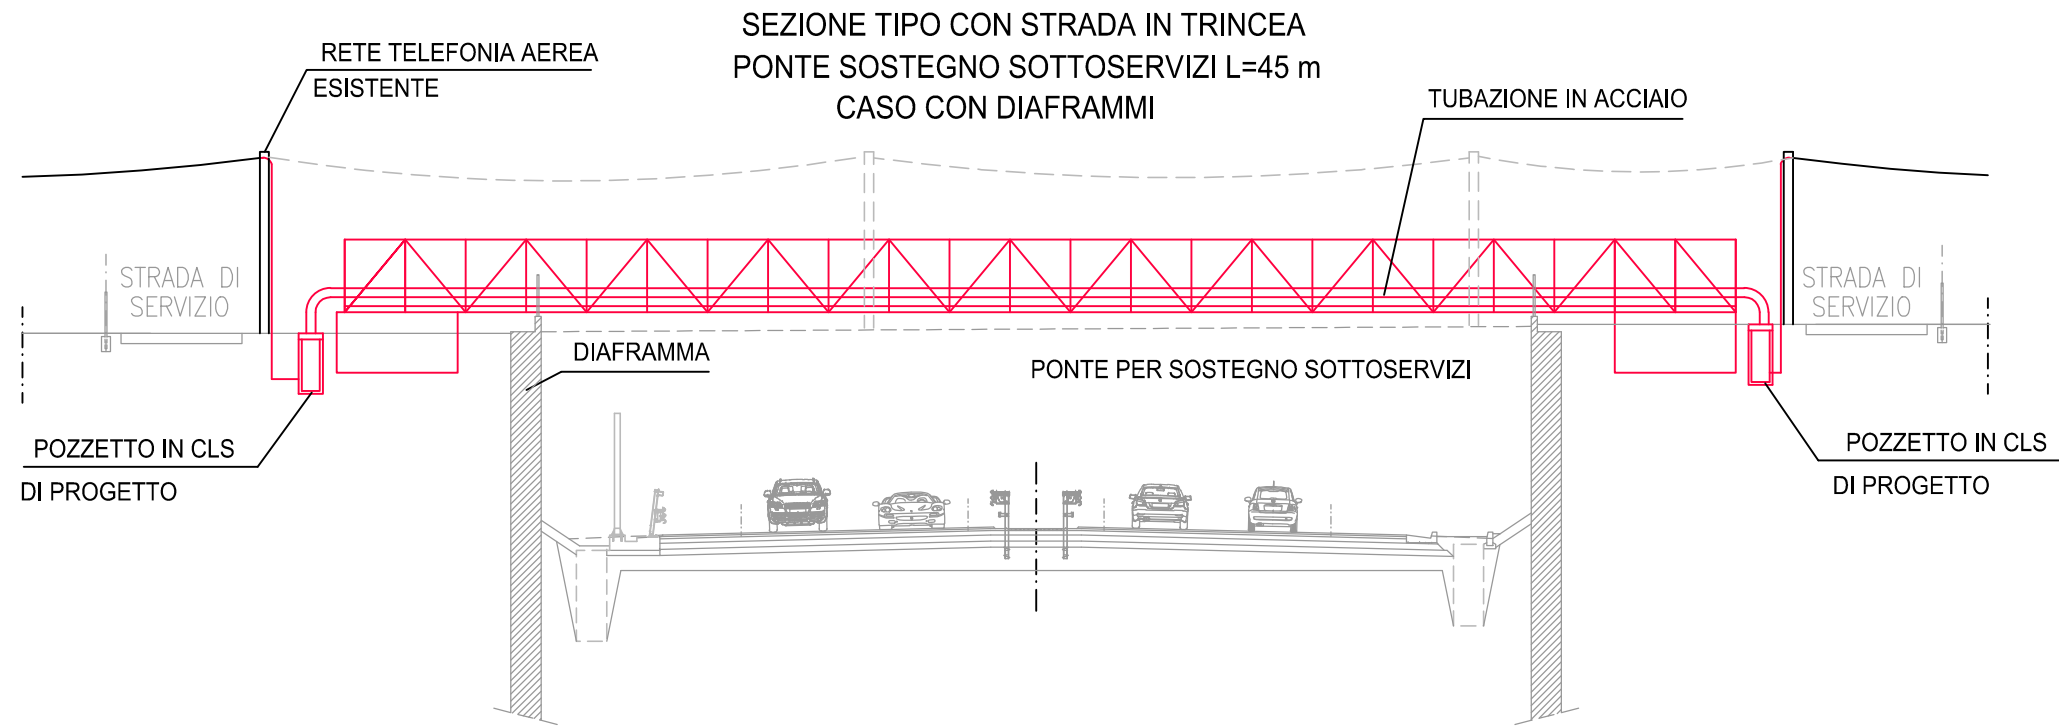 SEZIONE TIPO CON STRADA IN TRINCEA
PONTE SOSTEGNO SOTTOSERVIZI L=45 m
CASO CON DIAFRAMMI
RETE TELEFONIA AEREA
ESISTENTE
TUBAZIONE IN ACCIAIO
STRADA DI
SERVIZIO
STRADA DI
SERVIZIO
DIAFRAMMA
PONTE PER SOSTEGNO SOTTOSERVIZI
POZZETTO IN CLS
DI PROGETTO
POZZETTO IN CLS
DI PROGETTO